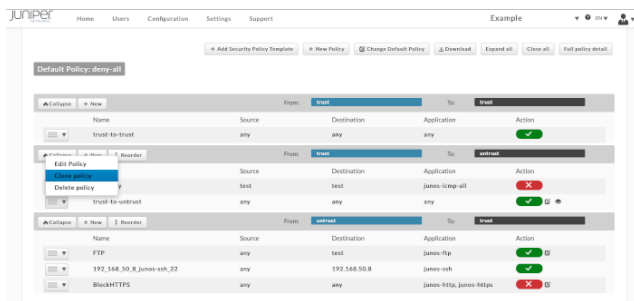 JUNIPEr
Home Users Configuration Settings Support Example EN
+ Add Security Policy Template + New Policy Change Default Policy Download Expand all Close all Full policy detail
Default Policy: deny-all
Collapse + New From: trust To: trust
Name Source Destination Application Action
trust-to-trust any any any
Collapse + New Reorder From: trust To: untrust
Edit Policy
Source Destination Application Action
Clone policy
test test junos-icmp-all
Delete policy
trust-to-untrust any any any
Collapse + New Reorder From: untrust To: trust
Name Source Destination Application Action
FTP any test junos-ftp
192_168_50_8_junos-ssh_22 any 192.168.50.8 junos-ssh
BlockHTTPS any any junos-http, junos-https